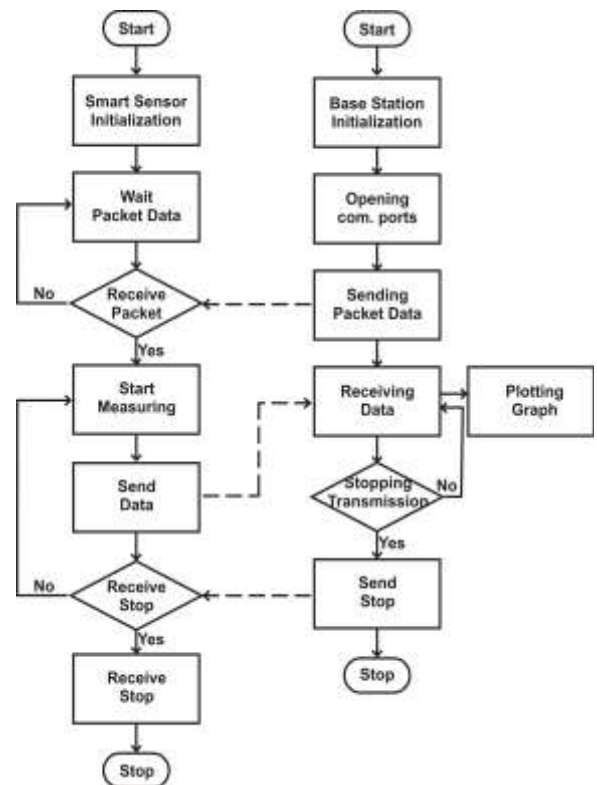 Start
Smart Sensor
Initialization
Wait
Packet Data
No
Receive
Packet
Yes
Start
Measuring
Send
Data
No
Receive
Stop
Yes
Receive
Stop
Stop
Start
Base Station
Initialization
Opening
com. ports
Sending
Packet Data
Receiving
Data
Plotting
Graph
Stopping
Transmission
No
Yes
Send
Stop
Stop